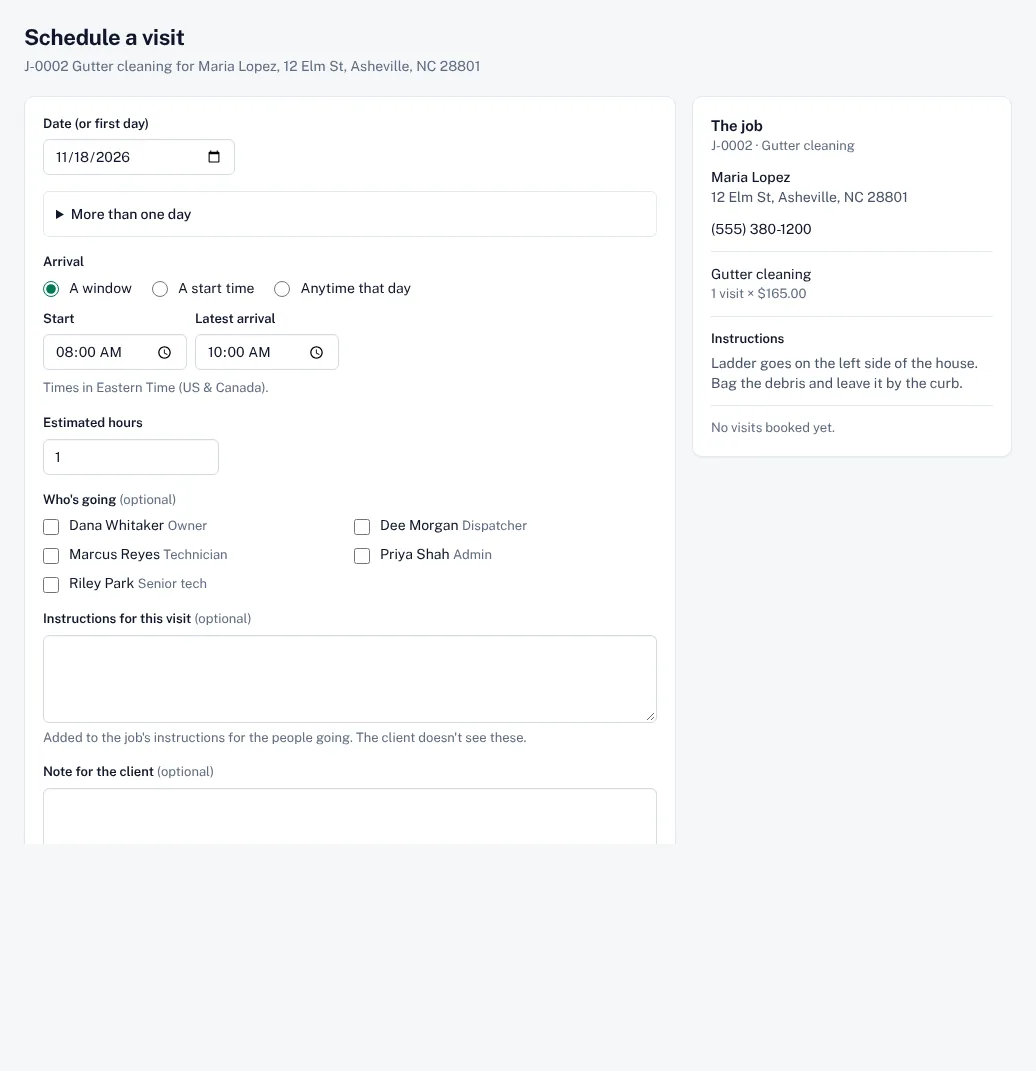 Schedule a visit
J-0002 Gutter cleaning for Maria Lopez, 12 Elm St, Asheville, NC 28801
Date (or first day)
11/18/2026
More than one day
Arrival
A window
A start time
Anytime that day
Start
Latest arrival
08:00 AM
10:00 AM
Times in Eastern Time (US & Canada).
Estimated hours
1
Who's going (optional)
Dana Whitaker Owner
Dee Morgan Dispatcher
Marcus Reyes Technician
Priya Shah Admin
Riley Park Senior tech
Instructions for this visit (optional)
Added to the job's instructions for the people going. The client doesn't see these.
Note for the client (optional)
The job
J-0002 · Gutter cleaning
Maria Lopez
12 Elm St, Asheville, NC 28801
(555) 380-1200
Gutter cleaning
1 visit × $165.00
Instructions
Ladder goes on the left side of the house.
Bag the debris and leave it by the curb.
No visits booked yet.